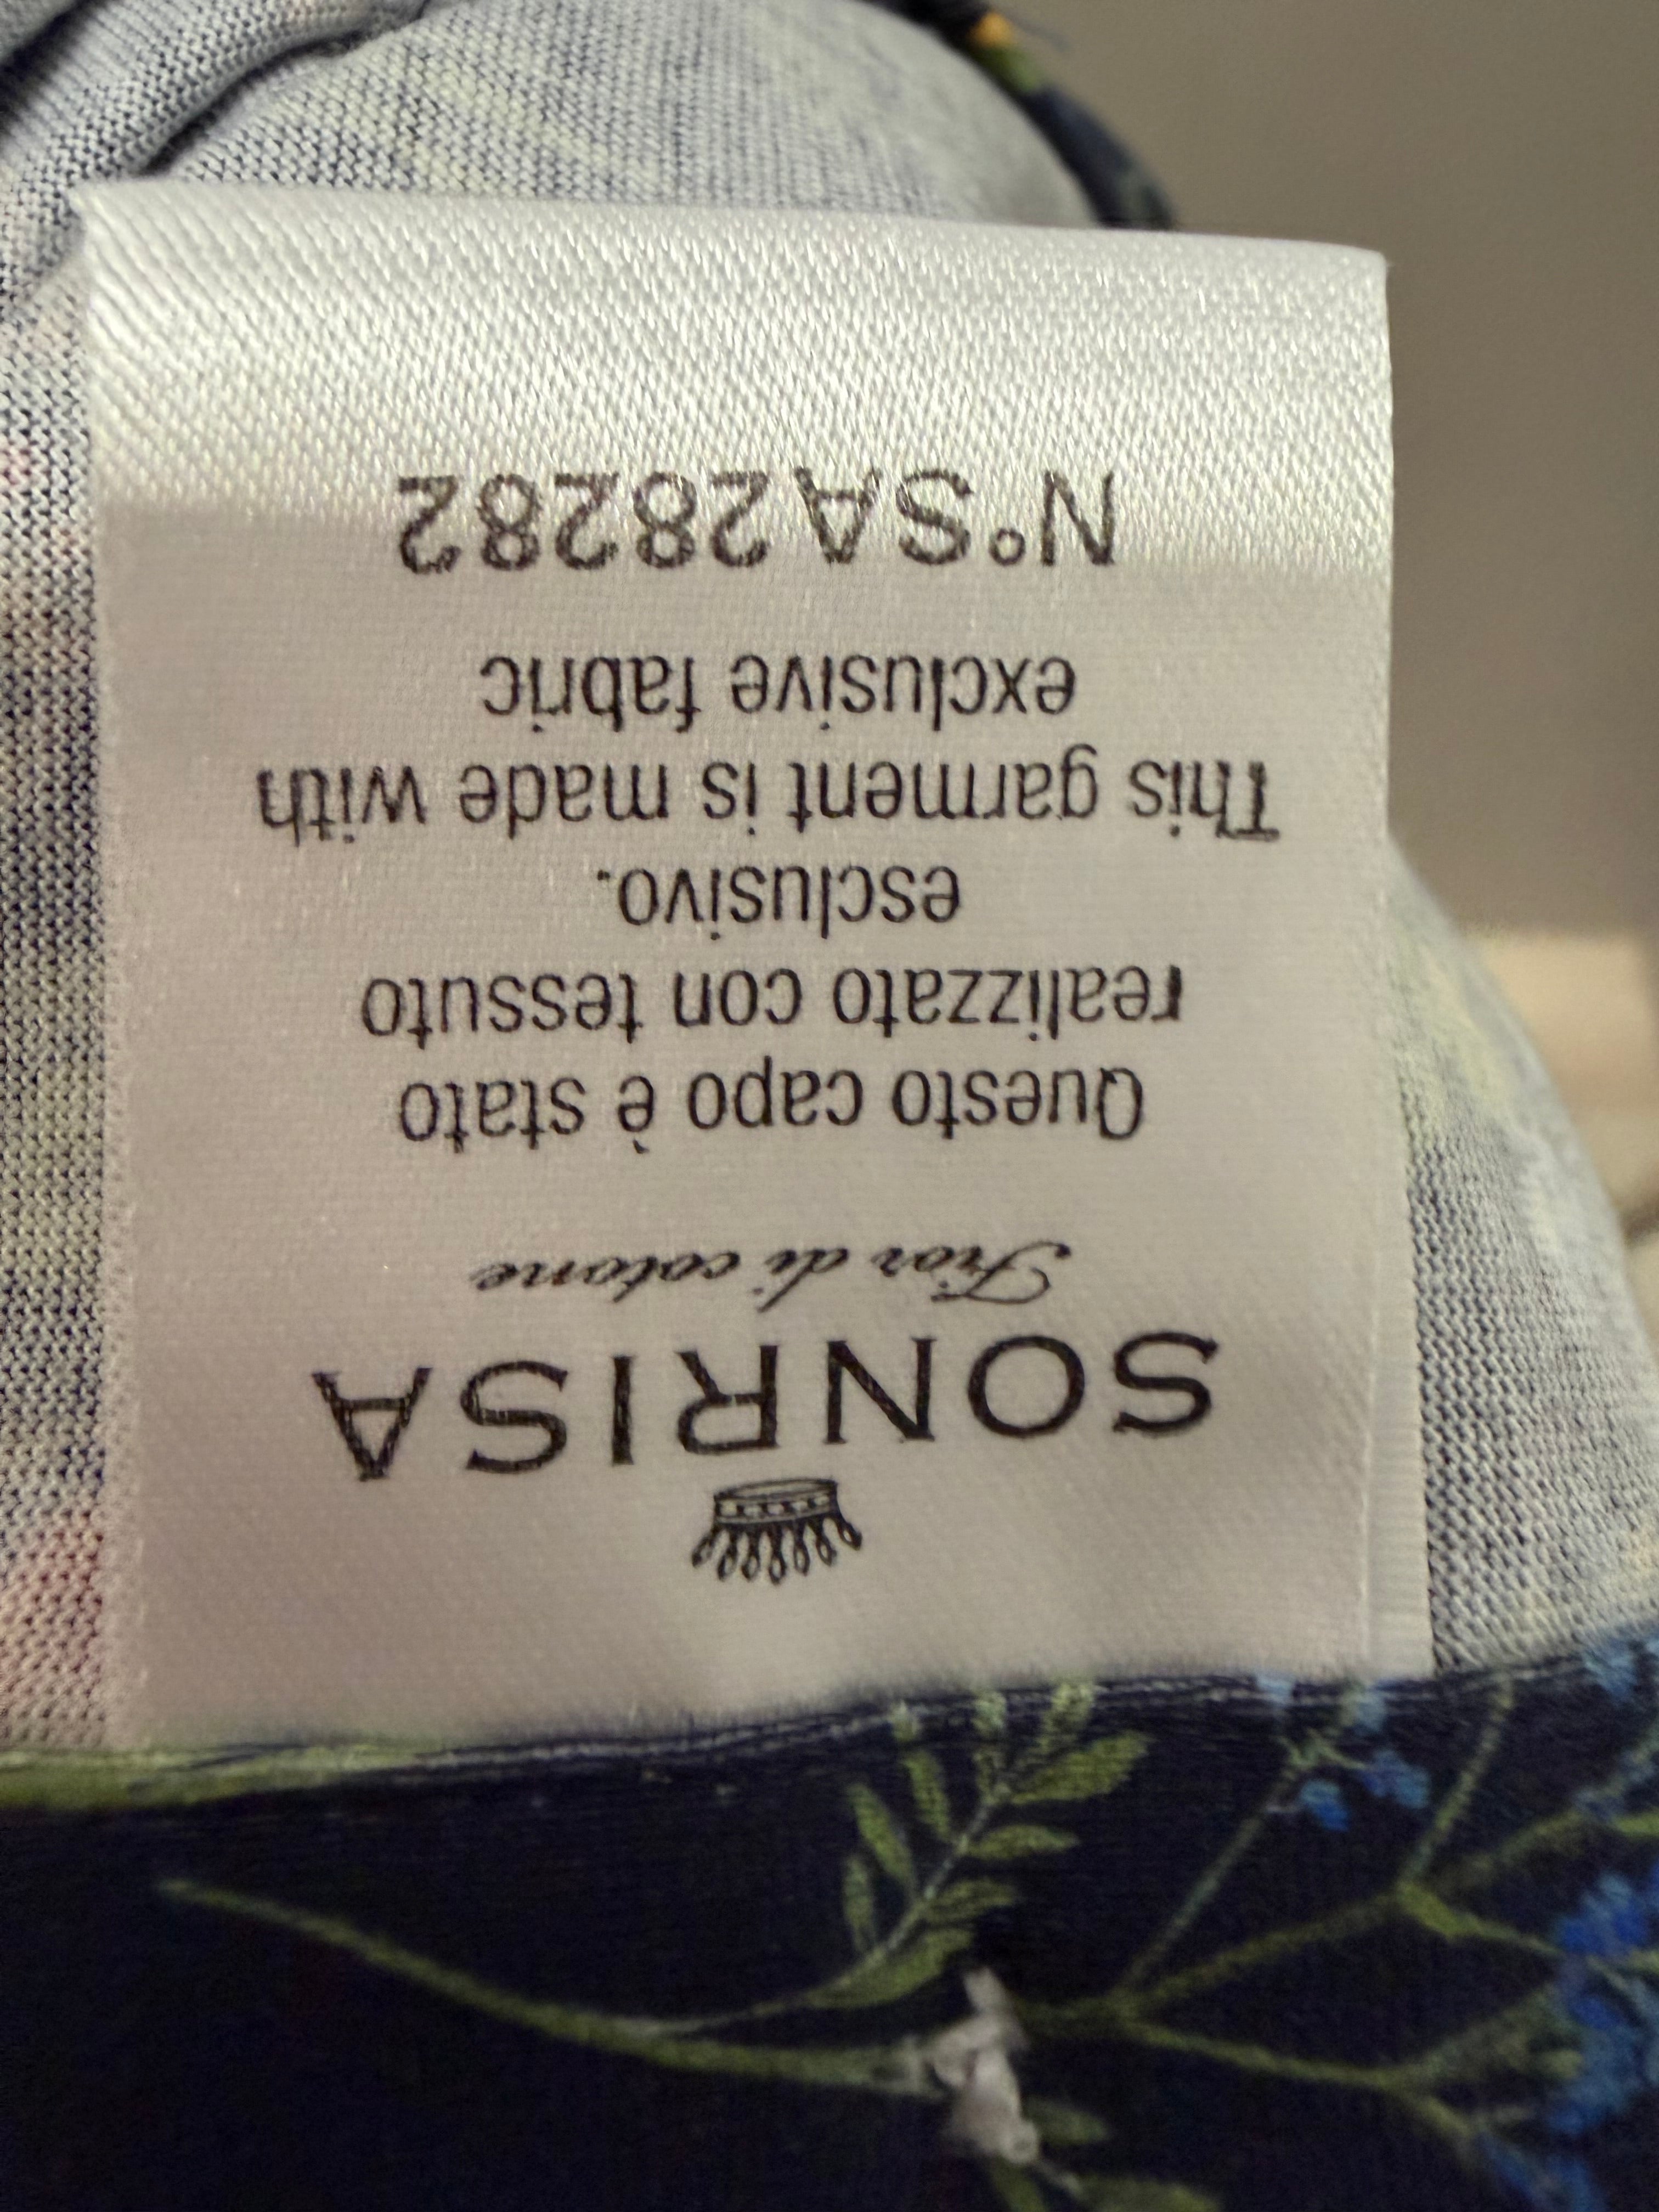 SONRISA
Fior di cotone
Questo capo è stato
realizzato con tessuto
esclusivo.
This garment is made with
exclusive fabric
N°SA28282